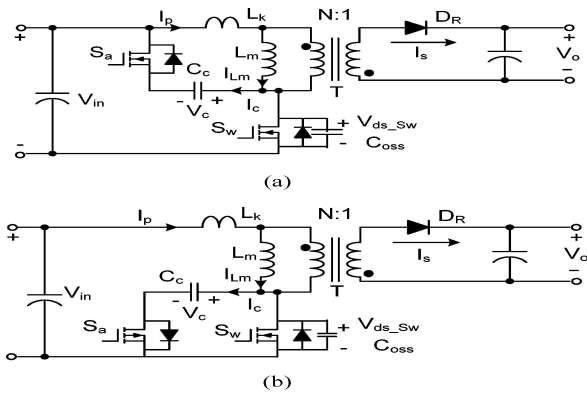 Ip Lk N:1 DR
+ Sa Lm + +
Cc Is Vo
Vin - Vc + Ic ILm T - -
Sw + Vds_Sw
- - Coss
(a)
Ip Lk N:1 DR
+ Lm + +
Cc ILm Is Vo
Vin - Vc + Ic T - -
Sa Sw + Vds_Sw
- Coss
(b)